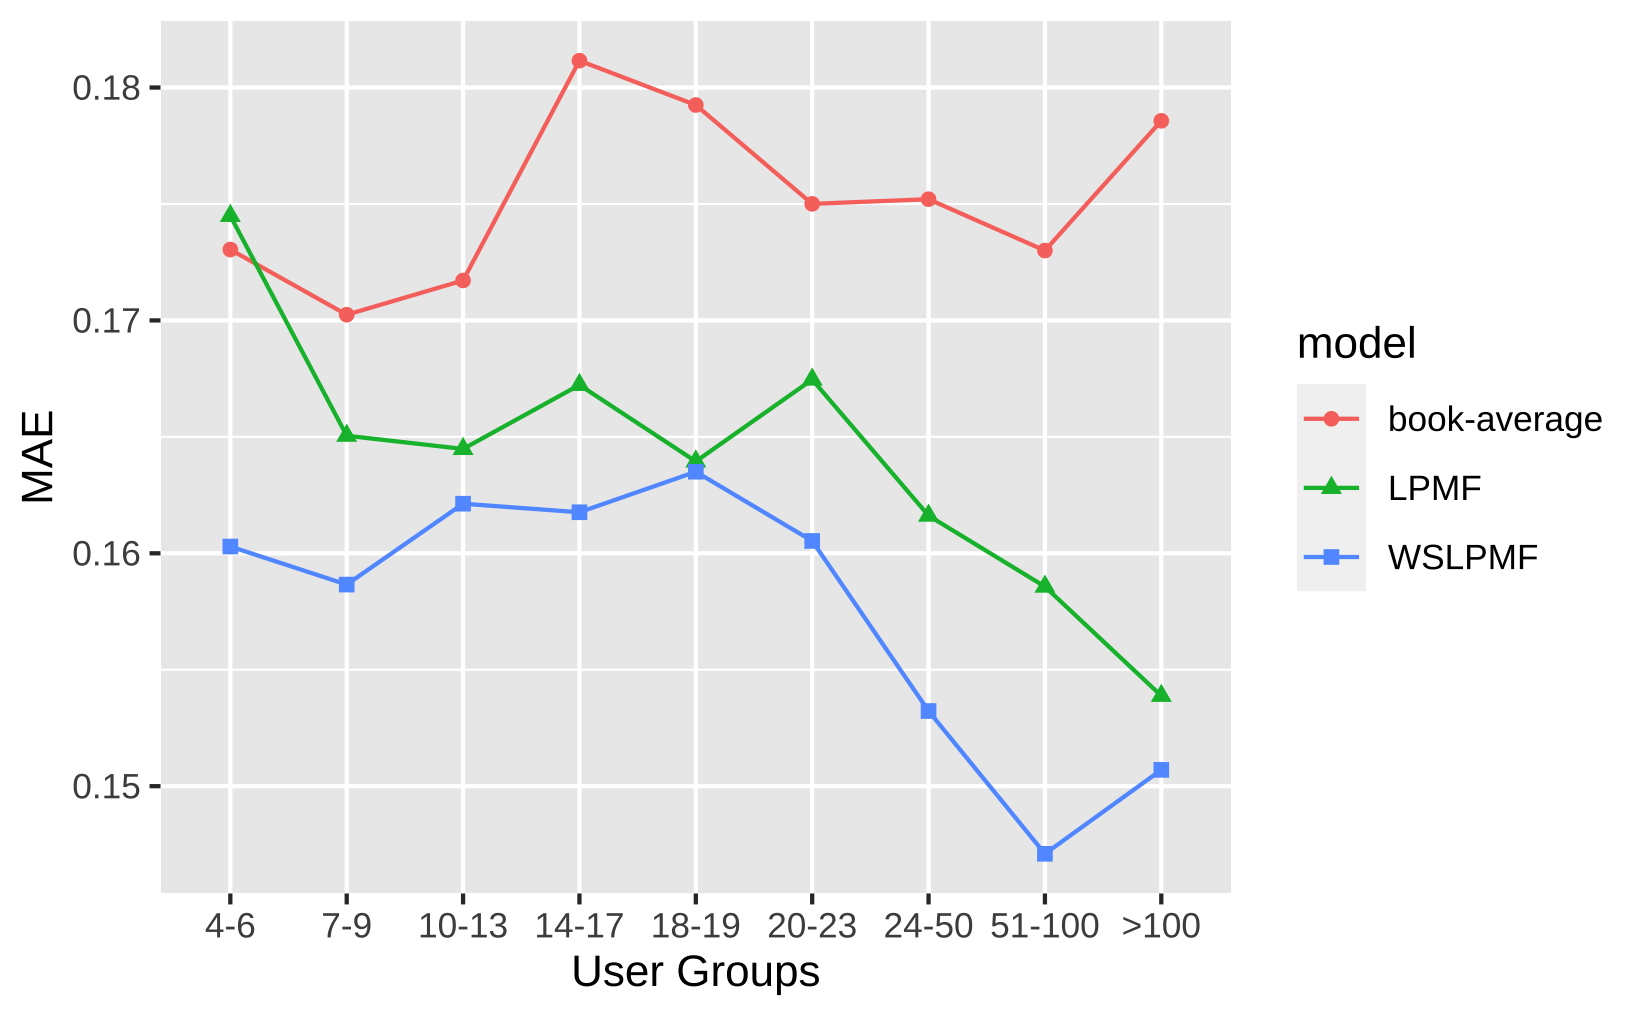 0.18
0.17
0.16
0.15
MAE
4-6 7-9 10-13 14-17 18-19 20-23 24-50 51-100 >100
User Groups
model
book-average
LPMF
WSLPMF